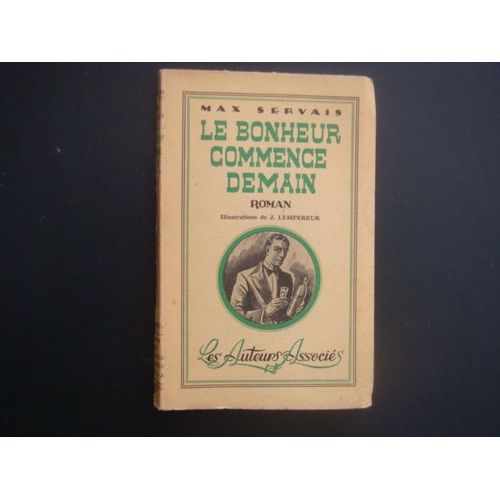 MAX SERVAIS
LE BONHEUR
COMMENCE
DEMAIN
ROMAN
Illustrations de J. LEMPEREUR
Les Auteurs Associés